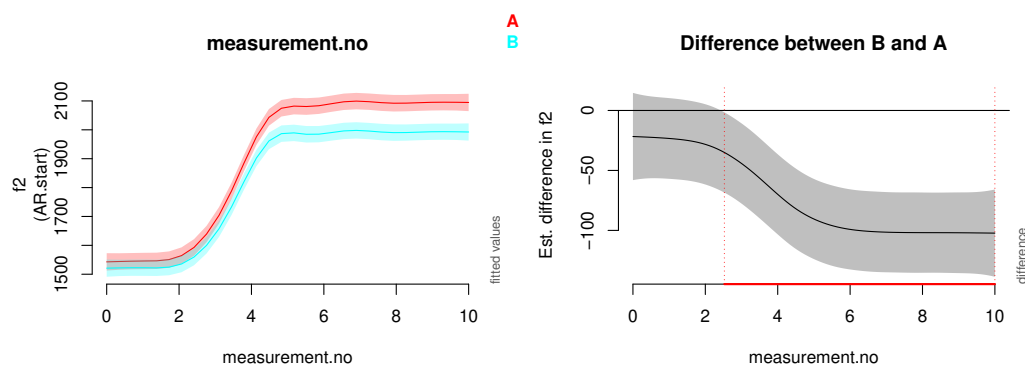 A
B
measurement.no
f2
(AR.start)
1500
1700
1900
2100
0
2
4
6
8
10
measurement.no
fitted values
Difference between B and A
Est. difference in f2
0
−50
−100
0
2
4
6
8
10
measurement.no
difference